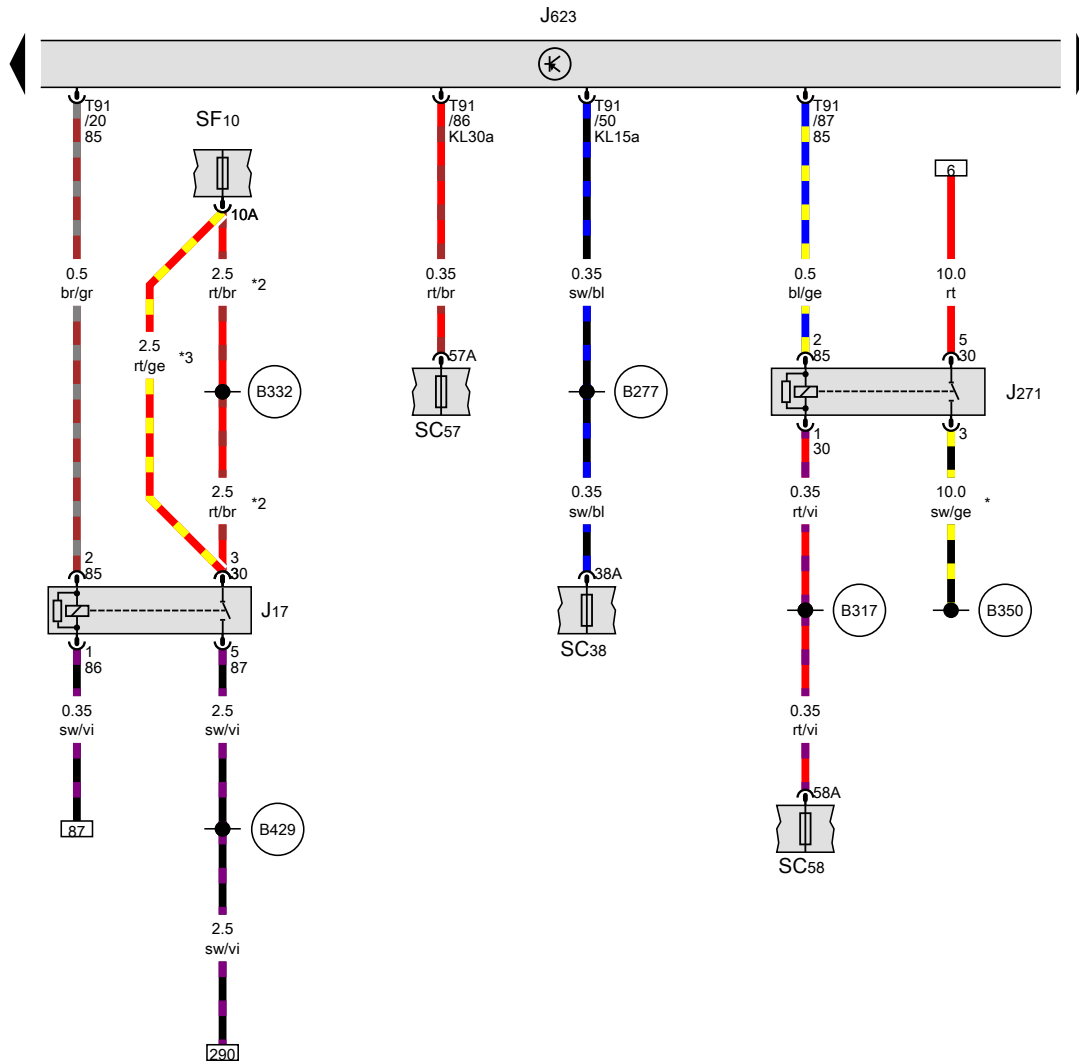 J623
T91
/20
85
SF10
T91
/86
KL30a
T91
/50
KL15a
T91
/87
85
6
10A
0.5
br/gr
2.5
rt/br
*2
0.35
rt/br
0.35
sw/bl
0.5
bl/ge
10.0
rt
2.5
rt/ge
*3
57A
2
85
5
30
B332
SC57
B277
J271
1
30
3
2.5
rt/br
*2
0.35
sw/bl
0.35
rt/vi
10.0
sw/ge
*
2
85
3
30
38A
J17
B317
B350
SC38
1
86
5
87
0.35
sw/vi
2.5
sw/vi
0.35
rt/vi
58A
87
B429
SC58
2.5
sw/vi
290